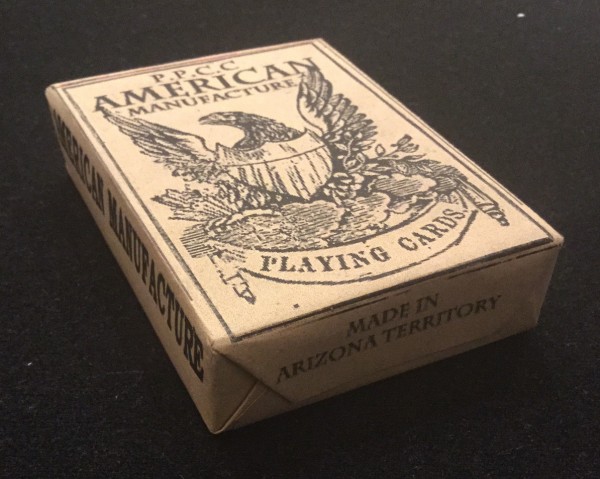 P.P.C.C
AMERICAN
MANUFACTURE
PLAYING CARDS
AMERICAN MANUFACTURE
MADE IN
ARIZONA TERRITORY